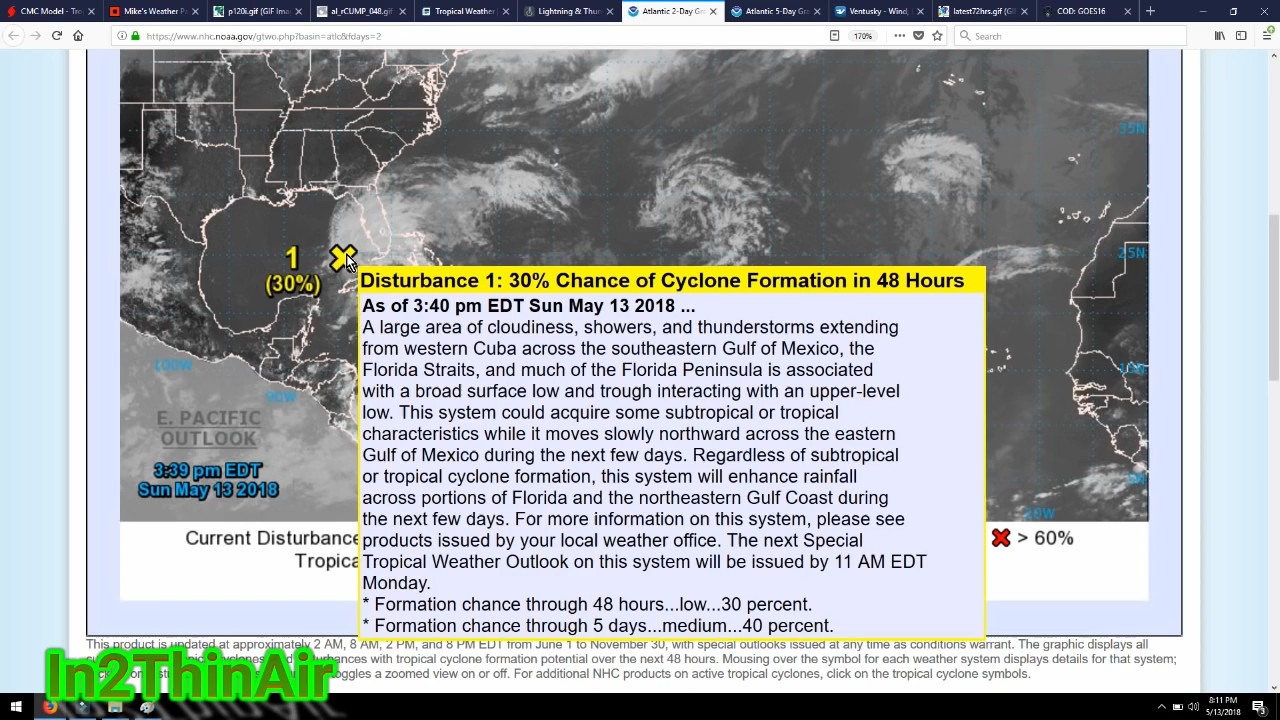 CMC Model - Tro
Mike's Weather P
p120i.gif (GIF Imag
al_rCUMP_048.gif
Tropical Weather
Lightning & Thun
Atlantic 2-Day Gr
Atlantic 5-Day Gr
Ventusky - Wind,
latest72hrs.gif (GIF
COD: GOES16
https://www.nhc.noaa.gov/gtwo.php?basin=atlc&fdays=2
170%
Search
35N
25N
15N
5N
100W
90W
20W
1
(30%)
E. PACIFIC
OUTLOOK
3:39 pm EDT
Sun May 13 2018
Disturbance 1: 30% Chance of Cyclone Formation in 48 Hours
As of 3:40 pm EDT Sun May 13 2018 ...
A large area of cloudiness, showers, and thunderstorms extending
from western Cuba across the southeastern Gulf of Mexico, the
Florida Straits, and much of the Florida Peninsula is associated
with a broad surface low and trough interacting with an upper-level
low. This system could acquire some subtropical or tropical
characteristics while it moves slowly northward across the eastern
Gulf of Mexico during the next few days. Regardless of subtropical
or tropical cyclone formation, this system will enhance rainfall
across portions of Florida and the northeastern Gulf Coast during
the next few days. For more information on this system, please see
products issued by your local weather office. The next Special
Tropical Weather Outlook on this system will be issued by 11 AM EDT
Monday.
* Formation chance through 48 hours...low...30 percent.
* Formation chance through 5 days...medium...40 percent.
Current Disturbance
Tropica
> 60%
This product is updated at approximately 2 AM, 8 AM, 2 PM, and 8 PM EDT from June 1 to November 30, with special outlooks issued at any time as conditions warrant. The graphic displays all
disturbances with tropical cyclone formation potential over the next 48 hours. Mousing over the symbol for each weather system displays details for that system;
toggles a zoomed view on or off. For additional NHC products on active tropical cyclones, click on the tropical cyclone symbols.
In2ThinAir
8:11 PM
5/13/2018